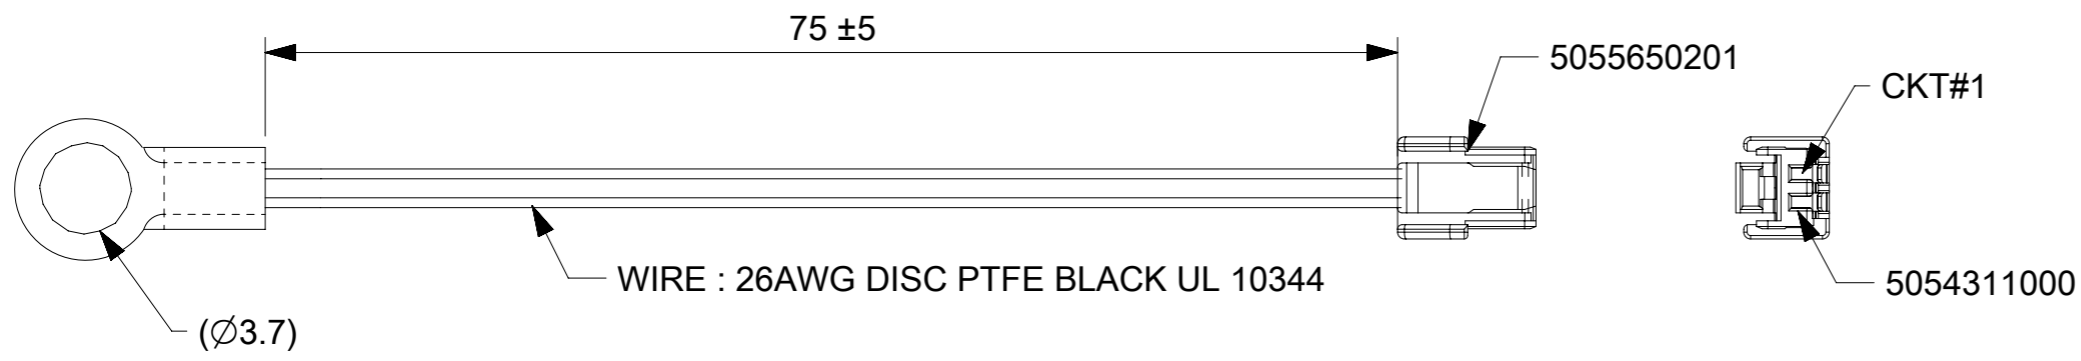 75 ±5
5055650201
CKT#1
WIRE : 26AWG DISC PTFE BLACK UL 10344
5054311000
(∅3.7)